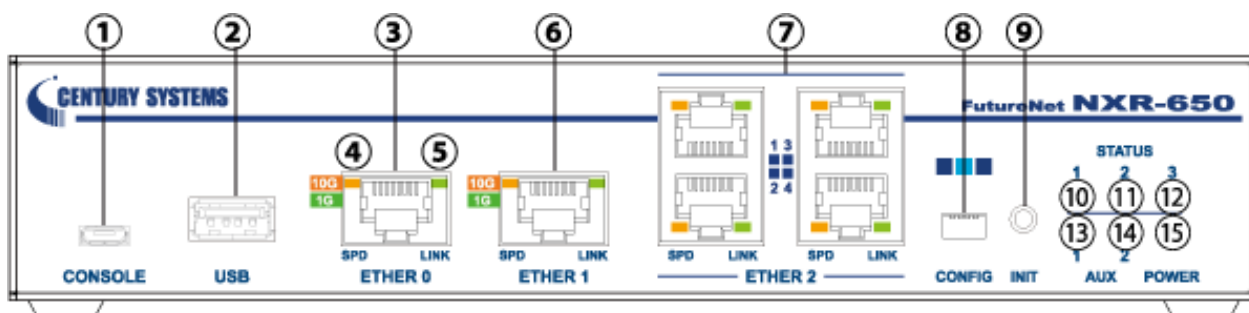 ① ② ③ ⑥ ⑦ ⑧ ⑨
CENTURY SYSTEMS
FutureNet NXR-650
④ ⑤
10G
1G
10G
1G
1 3
2 4
STATUS
1 2 3
⑩ ⑪ ⑫
⑬ ⑭ ⑮
1 2
SPD LINK
SPD LINK
SPD LINK
SPD LINK
CONSOLE USB ETHER 0 ETHER 1 ETHER 2 CONFIG INIT AUX POWER